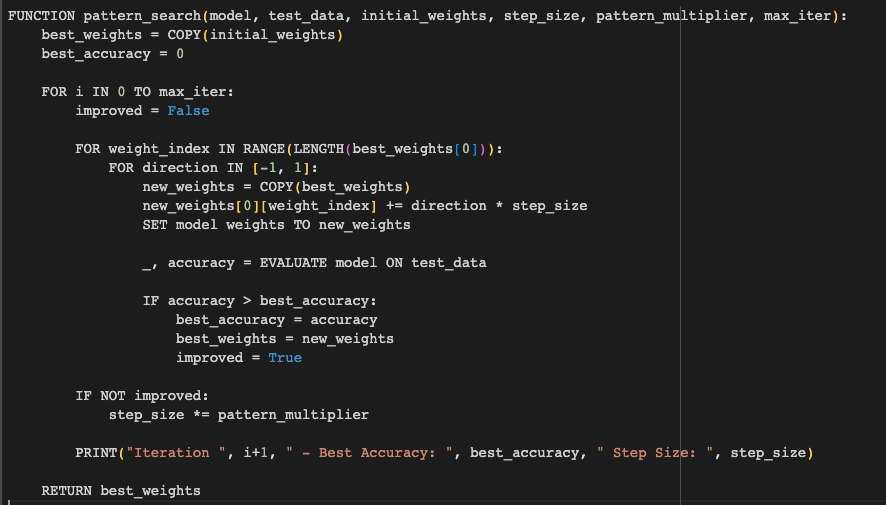 FUNCTION pattern_search(model, test_data, initial_weights, step_size, pattern_multiplier, max_iter):
    best_weights = COPY(initial_weights)
    best_accuracy = 0

    FOR i IN 0 TO max_iter:
        improved = False

        FOR weight_index IN RANGE(LENGTH(best_weights[0])):
            FOR direction IN [-1, 1]:
                new_weights = COPY(best_weights)
                new_weights[0][weight_index] += direction * step_size
                SET model weights TO new_weights

                _, accuracy = EVALUATE model ON test_data

                IF accuracy > best_accuracy:
                    best_accuracy = accuracy
                    best_weights = new_weights
                    improved = True

        IF NOT improved:
            step_size *= pattern_multiplier

        PRINT("Iteration ", i+1, " - Best Accuracy: ", best_accuracy, " Step Size: ", step_size)

    RETURN best_weights